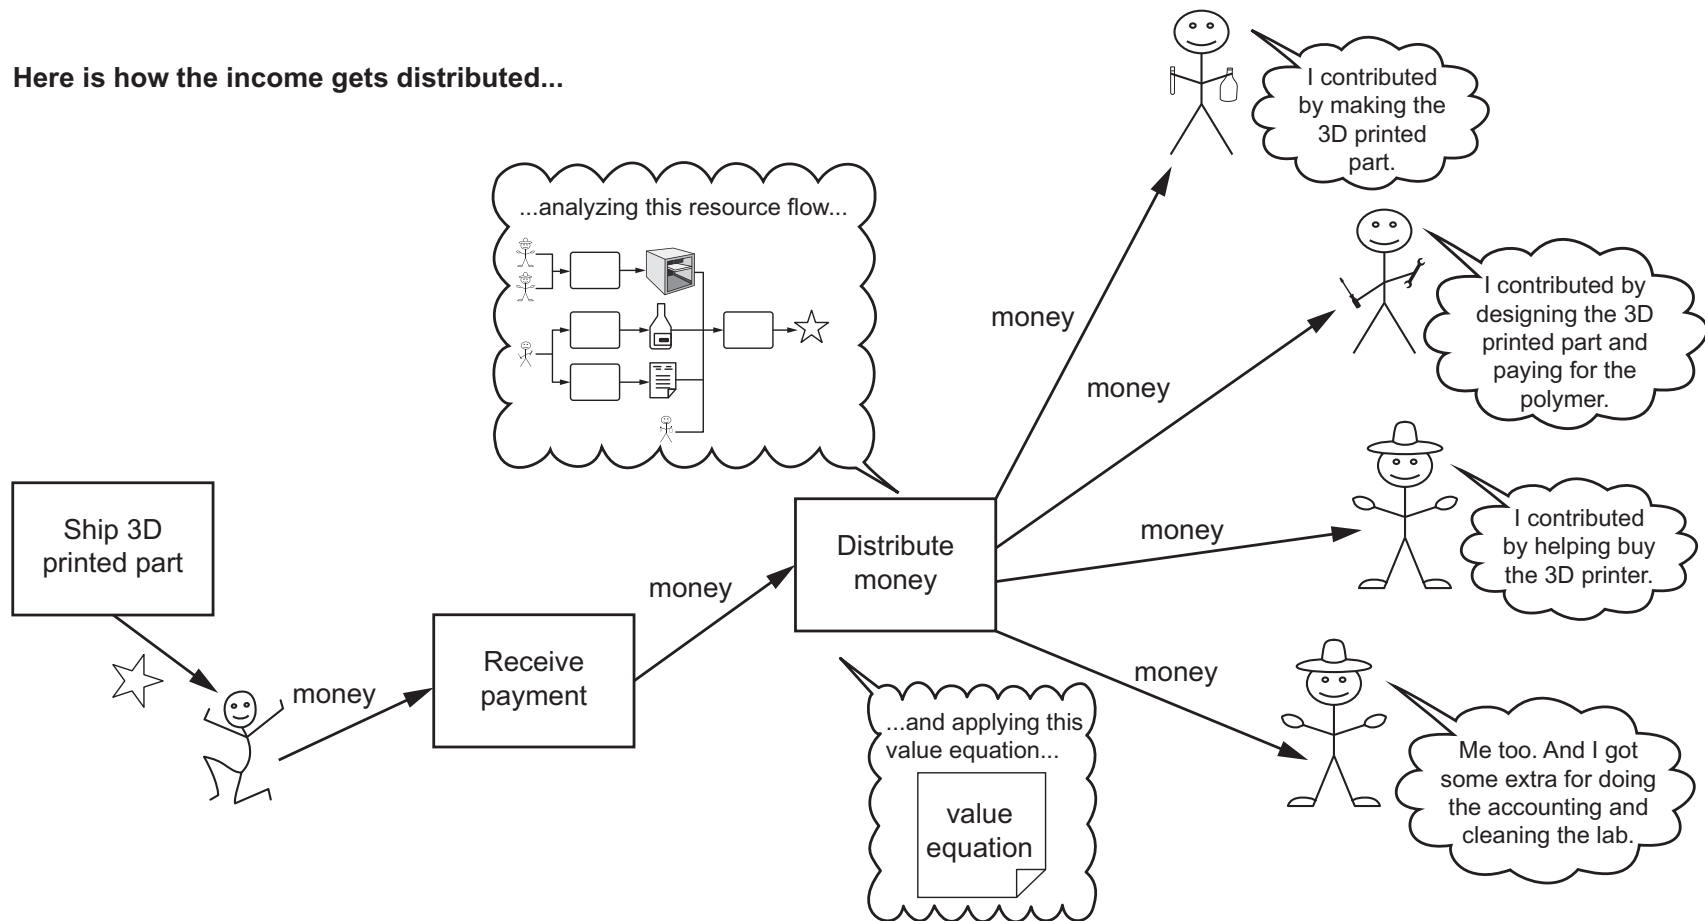 Here is how the income gets distributed...
I contributed
by making the
3D printed
part.
...analyzing this resource flow...
I contributed by
designing the 3D
printed part and
paying for the
polymer.
money
money
Ship 3D
printed part
Distribute
money
money
I contributed
by helping buy
the 3D printer.
money
Receive
payment
money
money
...and applying this
value equation...
value
equation
Me too. And I got
some extra for doing
the accounting and
cleaning the lab.